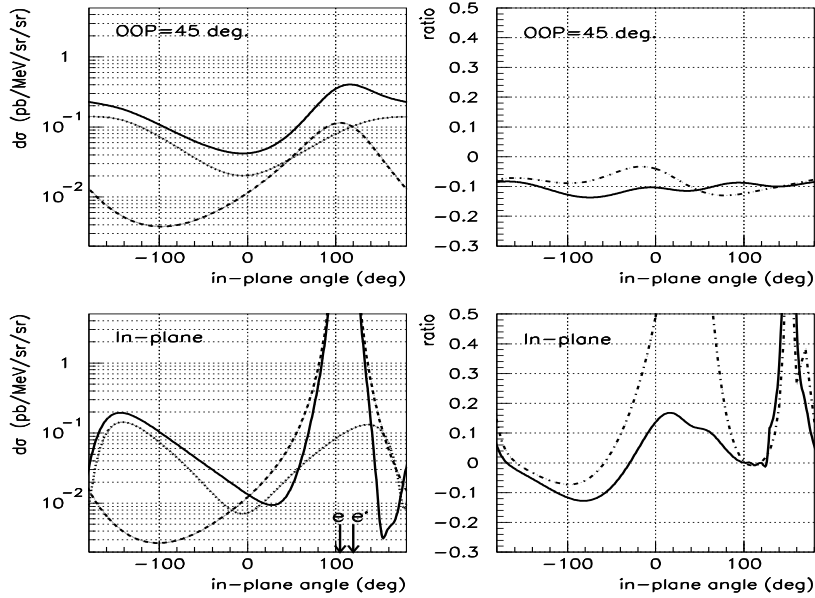 OOP=45 deg.
dσ (pb/MeV/sr/sr)
1
10⁻¹
10⁻²
−100 0 100
in−plane angle (deg)
OOP=45 deg.
ratio
0.5
0.4
0.3
0.2
0.1
0
−0.1
−0.2
−0.3
−100 0 100
in−plane angle (deg)
In−plane
dσ (pb/MeV/sr/sr)
1
10⁻¹
10⁻²
e e'
−100 0 100
in−plane angle (deg)
In−plane
ratio
0.5
0.4
0.3
0.2
0.1
0
−0.1
−0.2
−0.3
−100 0 100
in−plane angle (deg)